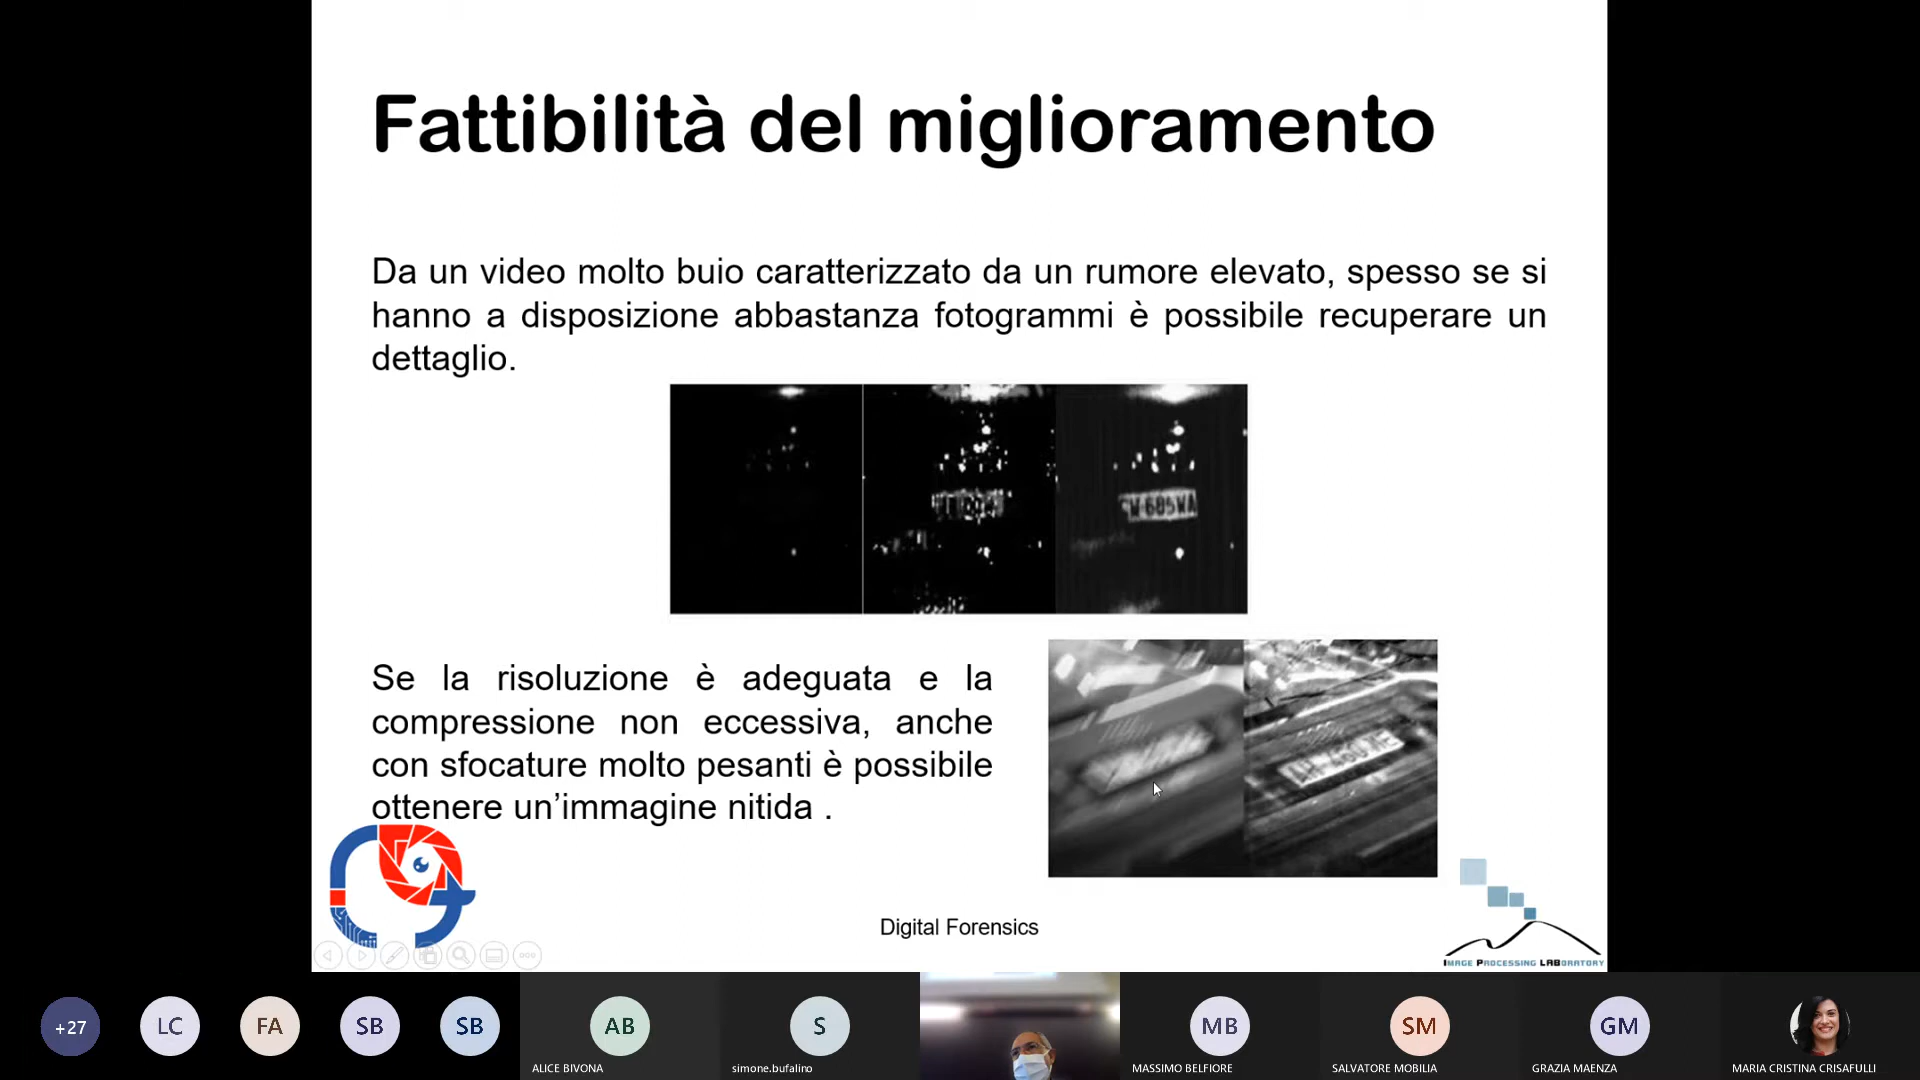 Fattibilità del miglioramento
Da un video molto buio caratterizzato da un rumore elevato, spesso se si
hanno a disposizione abbastanza fotogrammi è possibile recuperare un
dettaglio.
Se la risoluzione è adeguata e la
compressione non eccessiva, anche
con sfocature molto pesanti è possibile
ottenere un’immagine nitida .
Digital Forensics
IMAGE PROCESSING LABORATORY
+27
LC
FA
SB
SB
AB
S
MB
SM
GM
ALICE BIVONA
simone.bufalino
MASSIMO BELFIORE
SALVATORE MOBILIA
GRAZIA MAENZA
MARIA CRISTINA CRISAFULLI